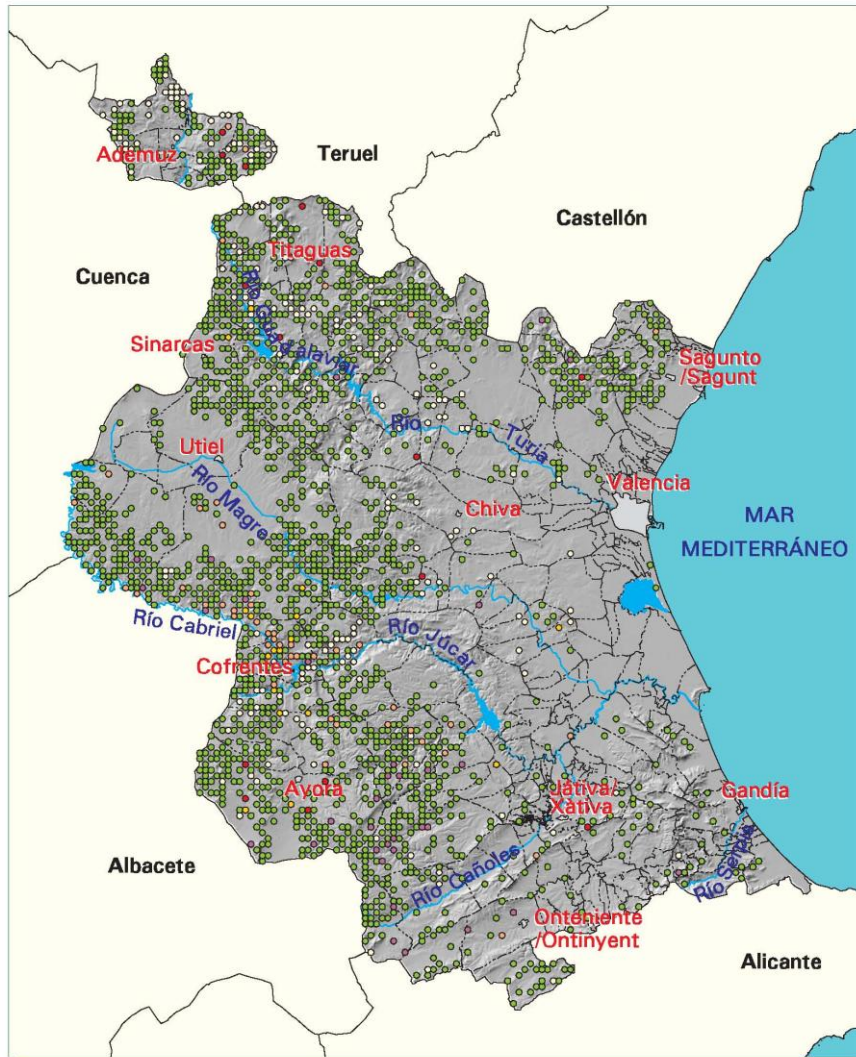 Ademuz
Teruel
Castellón
Cuenca
Titaguas
Río Guadalaviar
Sinarcas
Sagunto
/Sagunt
Río
Turia
Utiel
Valencia
Río Magre
Chiva
MAR
MEDITERRÁNEO
Río Cabriel
Río Júcar
Cofrentes
Ayora
Játiva/
Xàtiva
Gandía
Albacete
Río Cañoles
Río Serpis
Onteniente
/Ontinyent
Alicante